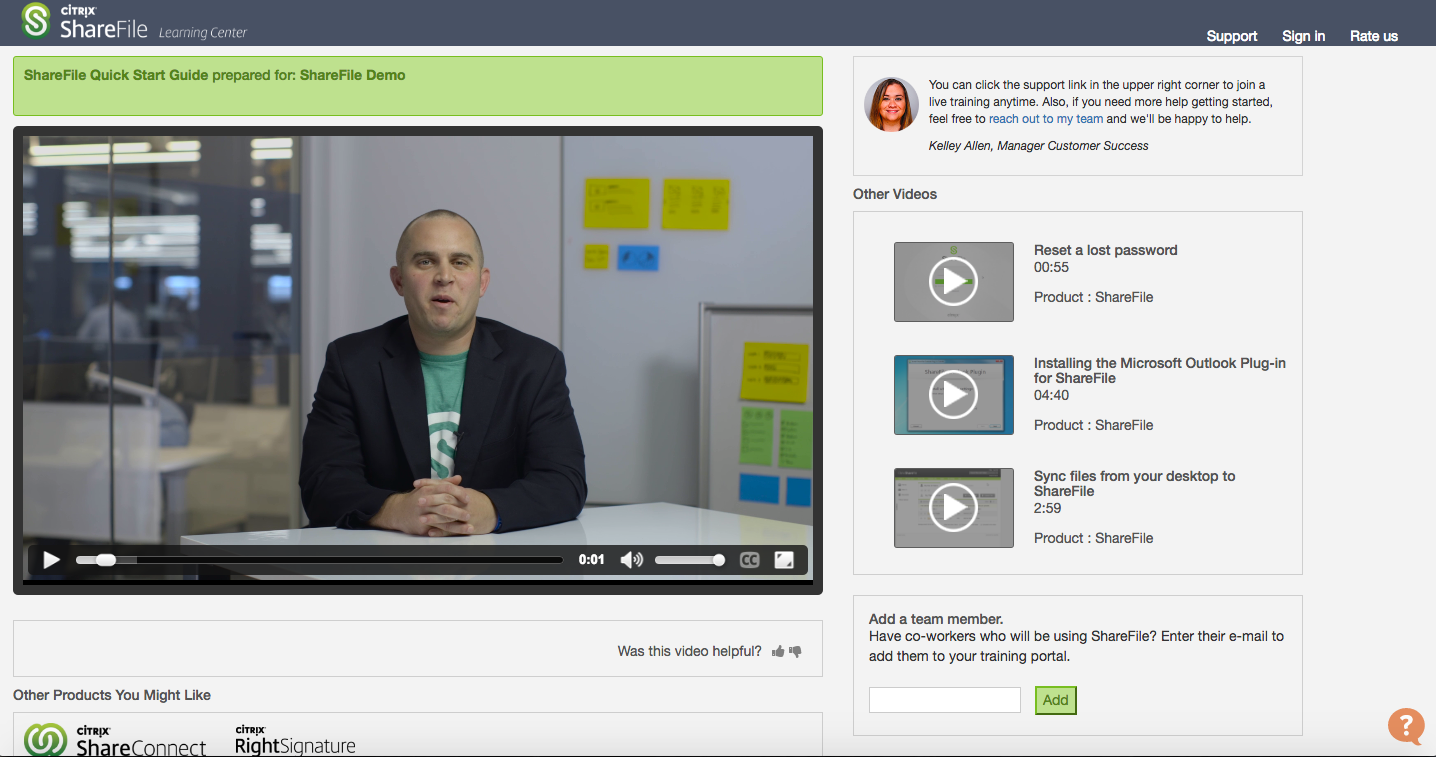 CITRIX
ShareFile Learning Center
Support Sign in Rate us
ShareFile Quick Start Guide prepared for: ShareFile Demo
0:01
CC
Was this video helpful?
Other Products You Might Like
CITRIX
ShareConnect
CITRIX
RightSignature
You can click the support link in the upper right corner to join a
live training anytime. Also, if you need more help getting started,
feel free to reach out to my team and we'll be happy to help.
Kelley Allen, Manager Customer Success
Other Videos
Reset a lost password
00:55
Product : ShareFile
Installing the Microsoft Outlook Plug-in
for ShareFile
04:40
Product : ShareFile
Sync files from your desktop to
ShareFile
2:59
Product : ShareFile
Add a team member.
Have co-workers who will be using ShareFile? Enter their e-mail to
add them to your training portal.
Add
?